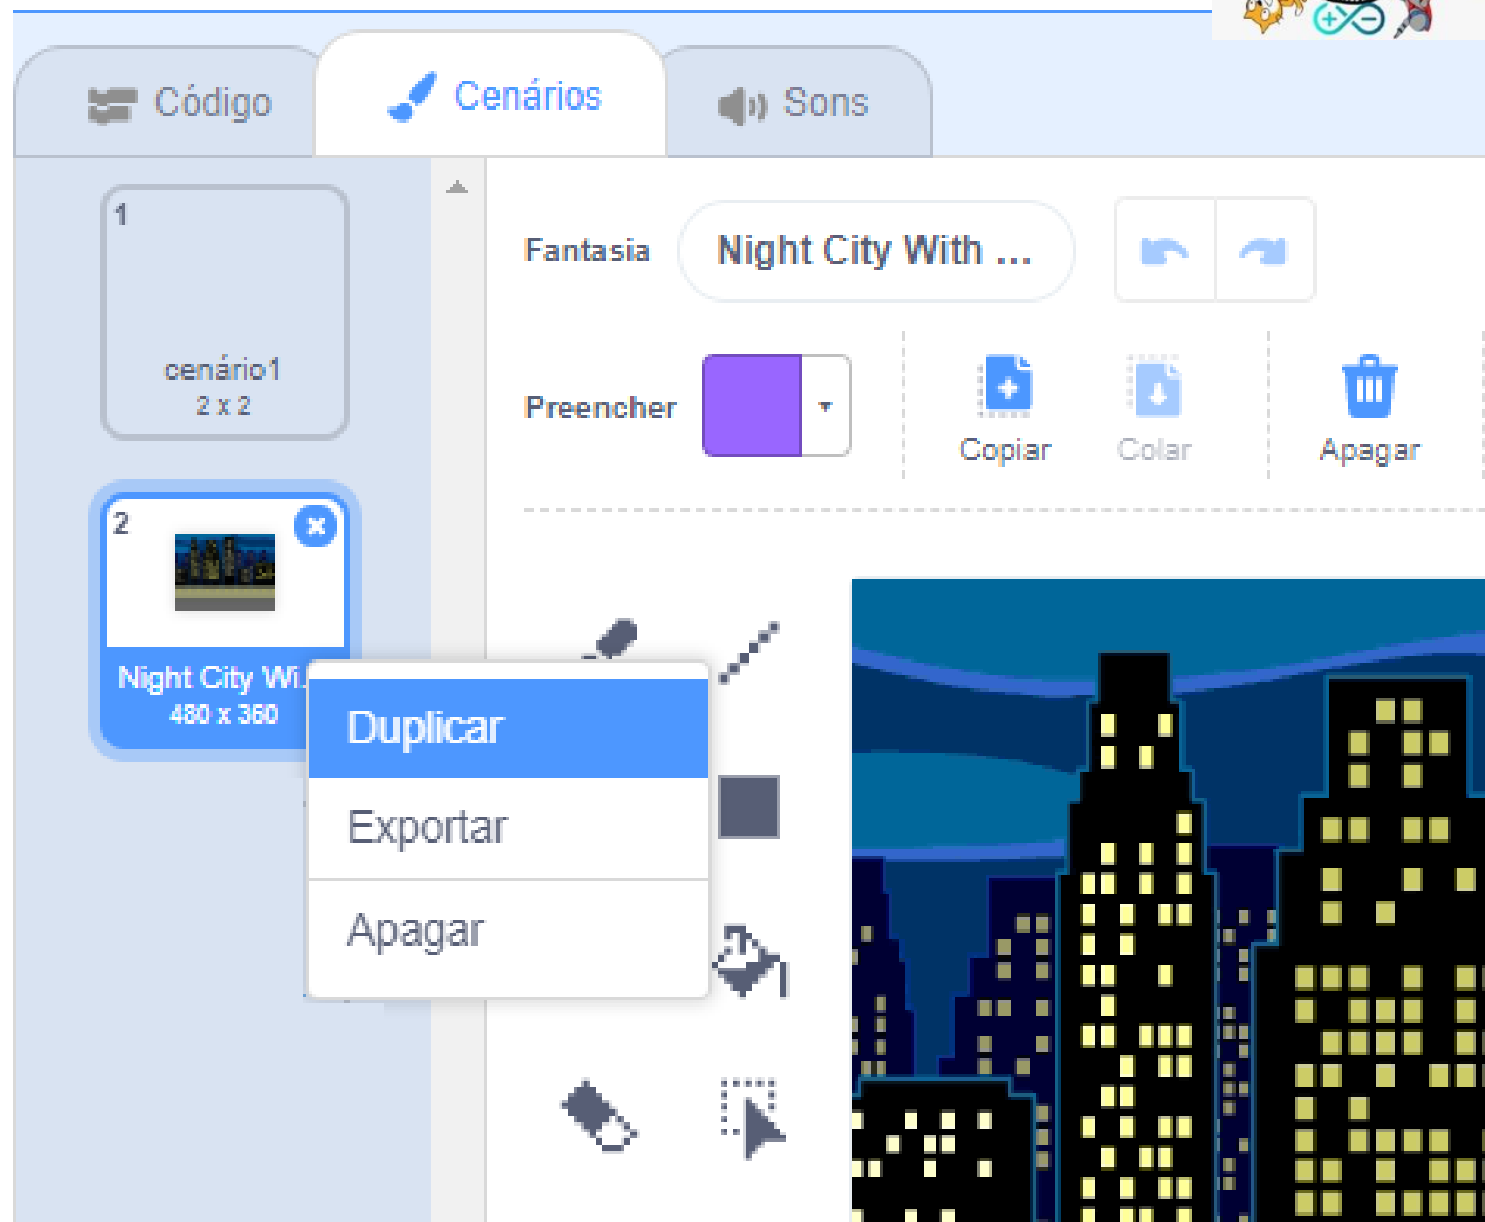 Código
Cenários
Sons
1
cenário1
2 x 2
2
Night City Wi..
480 x 360
Duplicar
Exportar
Apagar
Fantasia
Night City With ...
Preencher
Copiar
Colar
Apagar